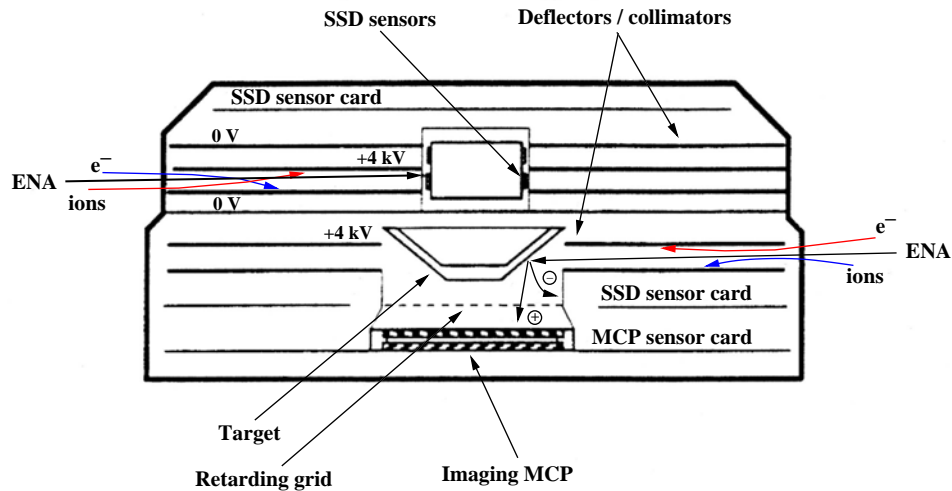 SSD sensors
Deflectors / collimators
SSD sensor card
0 V
+4 kV
e⁻
ENA
ions
0 V
+4 kV
e⁻
ENA
ions
⊖
SSD sensor card
⊕
MCP sensor card
Target
Retarding grid
Imaging MCP